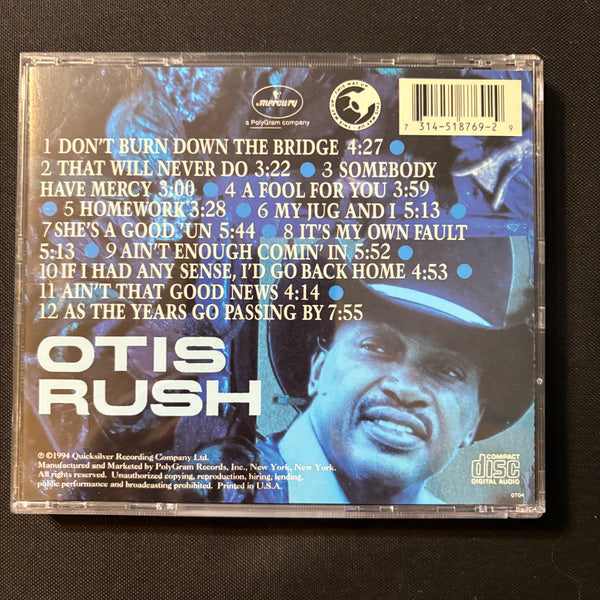 mercury
a PolyGram company
THIS WAY UP
7 314-518769-2 9
1 DON'T BURN DOWN THE BRIDGE 4:27
2 THAT WILL NEVER DO 3:22 3 SOMEBODY
HAVE MERCY 3:00 4 A FOOL FOR YOU 3:59
5 HOMEWORK 3:28 6 MY JUG AND I 5:13
7 SHE'S A GOOD 'UN 5:44 8 IT'S MY OWN FAULT
5:13 9 AIN'T ENOUGH COMIN' IN 5:52
10 IF I HAD ANY SENSE, I'D GO BACK HOME 4:53
11 AIN'T THAT GOOD NEWS 4:14
12 AS THE YEARS GO PASSING BY 7:55
OTIS
RUSH
℗©1994 Quicksilver Recording Company Ltd.
Manufactured and Marketed by PolyGram Records, Inc., New York, New York.
All rights reserved. Unauthorized copying, reproduction, hiring, lending,
public performance and broadcasting prohibited. Printed in U.S.A.
COMPACT
disc
DIGITAL AUDIO
0704